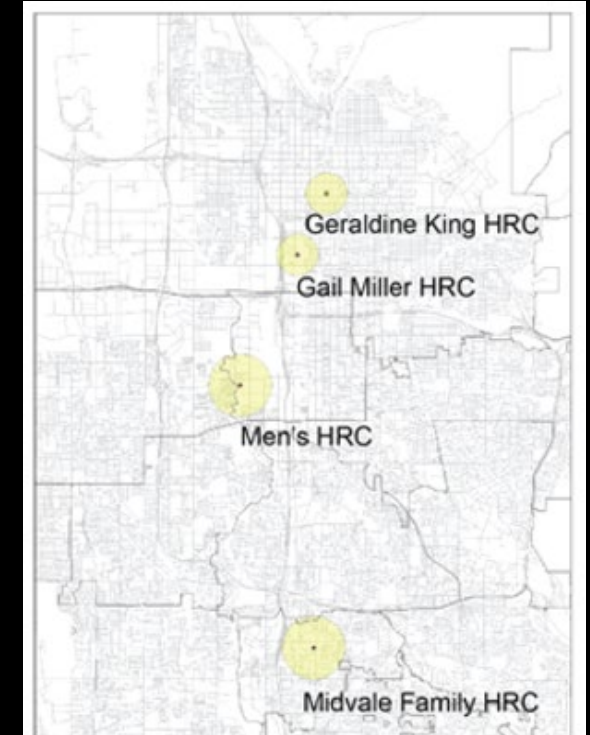 Geraldine King HRC
Gail Miller HRC
Men's HRC
Midvale Family HRC